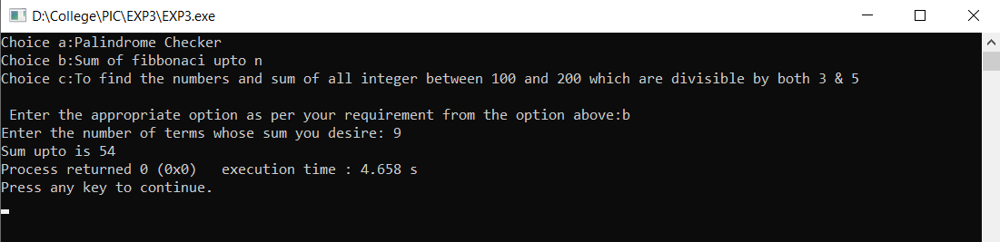 D:\College\PIC\EXP3\EXP3.exe
Choice a:Palindrome Checker
Choice b:Sum of fibbonaci upto n
Choice c:To find the numbers and sum of all integer between 100 and 200 which are divisible by both 3 & 5
Enter the appropriate option as per your requirement from the option above:b
Enter the number of terms whose sum you desire: 9
Sum upto is 54
Process returned 0 (0x0)   execution time : 4.658 s
Press any key to continue.